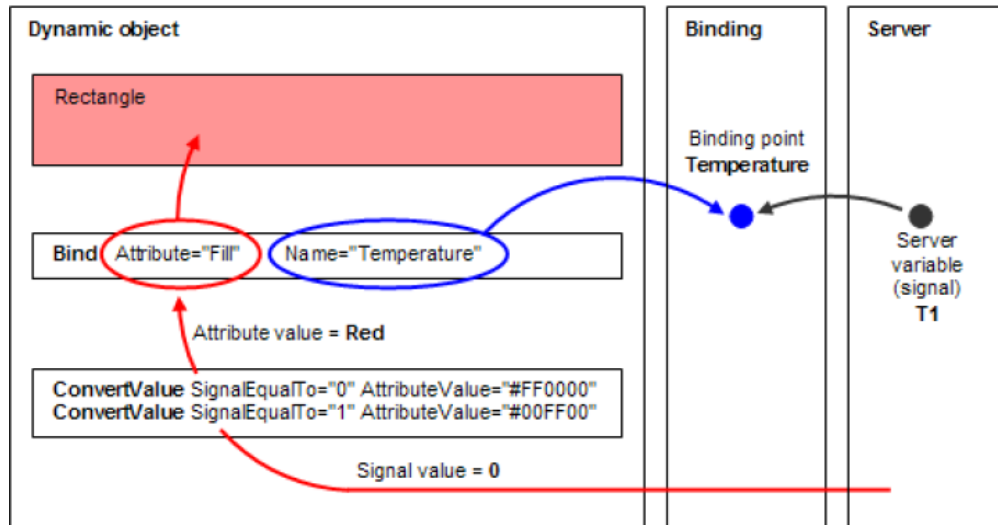 Dynamic object
Binding
Server
Rectangle
Binding point
Temperature
Bind Attribute="Fill" Name="Temperature"
Server
variable
(signal)
T1
Attribute value = Red
ConvertValue SignalEqualTo="0" AttributeValue="#FF0000"
ConvertValue SignalEqualTo="1" AttributeValue="#00FF00"
Signal value = 0